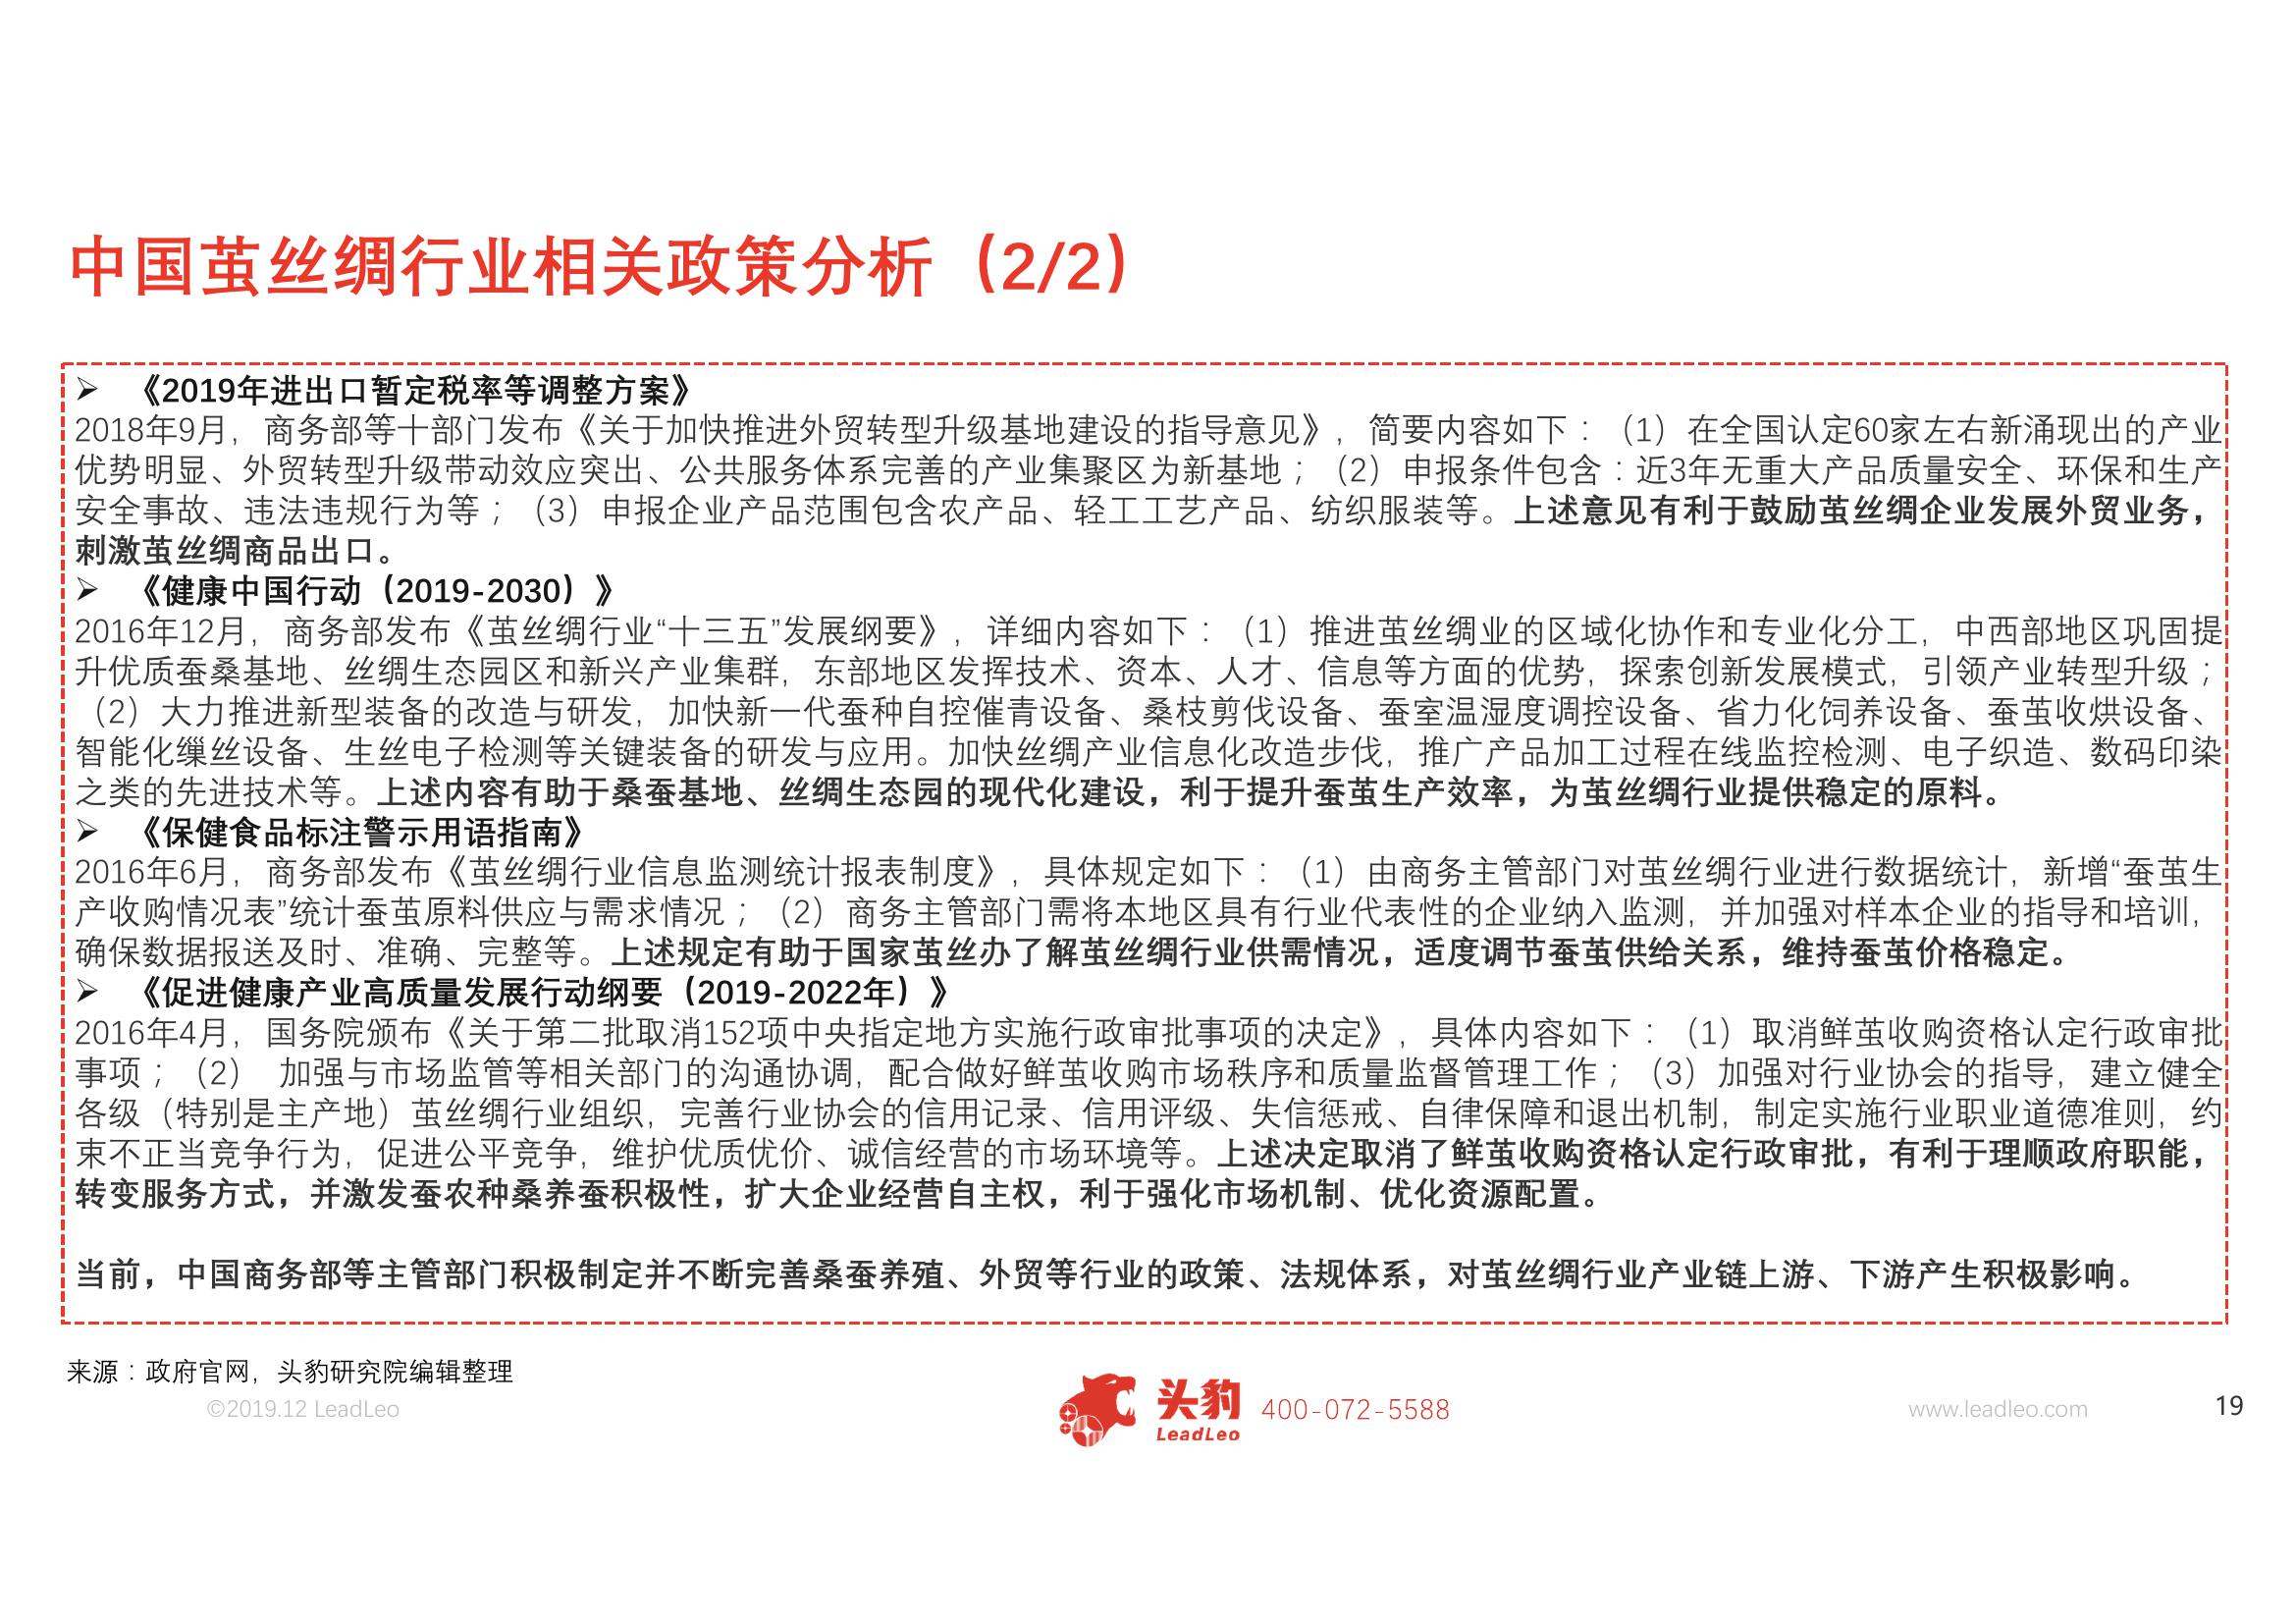 中国茧丝绸行业相关政策分析（2/2）
➢ 《2019年进出口暂定税率等调整方案》
2018年9月，商务部等十部门发布《关于加快推进外贸转型升级基地建设的指导意见》，简要内容如下：（1）在全国认定60家左右新涌现出的产业
优势明显、外贸转型升级带动效应突出、公共服务体系完善的产业集聚区为新基地；（2）申报条件包含：近3年无重大产品质量安全、环保和生产
安全事故、违法违规行为等；（3）申报企业产品范围包含农产品、轻工工艺产品、纺织服装等。上述意见有利于鼓励茧丝绸企业发展外贸业务，
刺激茧丝绸商品出口。
➢ 《健康中国行动（2019-2030）》
2016年12月，商务部发布《茧丝绸行业“十三五”发展纲要》，详细内容如下：（1）推进茧丝绸业的区域化协作和专业化分工，中西部地区巩固提
升优质蚕桑基地、丝绸生态园区和新兴产业集群，东部地区发挥技术、资本、人才、信息等方面的优势，探索创新发展模式，引领产业转型升级；
（2）大力推进新型装备的改造与研发，加快新一代蚕种自控催青设备、桑枝剪伐设备、蚕室温湿度调控设备、省力化饲养设备、蚕茧收烘设备、
智能化缫丝设备、生丝电子检测等关键装备的研发与应用。加快丝绸产业信息化改造步伐，推广产品加工过程在线监控检测、电子织造、数码印染
之类的先进技术等。上述内容有助于桑蚕基地、丝绸生态园的现代化建设，利于提升蚕茧生产效率，为茧丝绸行业提供稳定的原料。
➢ 《保健食品标注警示用语指南》
2016年6月，商务部发布《茧丝绸行业信息监测统计报表制度》，具体规定如下：（1）由商务主管部门对茧丝绸行业进行数据统计，新增“蚕茧生
产收购情况表”统计蚕茧原料供应与需求情况；（2）商务主管部门需将本地区具有行业代表性的企业纳入监测，并加强对样本企业的指导和培训，
确保数据报送及时、准确、完整等。上述规定有助于国家茧丝办了解茧丝绸行业供需情况，适度调节蚕茧供给关系，维持蚕茧价格稳定。
➢ 《促进健康产业高质量发展行动纲要（2019-2022年）》
2016年4月，国务院颁布《关于第二批取消152项中央指定地方实施行政审批事项的决定》，具体内容如下：（1）取消鲜茧收购资格认定行政审批
事项；（2） 加强与市场监管等相关部门的沟通协调，配合做好鲜茧收购市场秩序和质量监督管理工作；（3）加强对行业协会的指导，建立健全
各级（特别是主产地）茧丝绸行业组织，完善行业协会的信用记录、信用评级、失信惩戒、自律保障和退出机制，制定实施行业职业道德准则，约
束不正当竞争行为，促进公平竞争，维护优质优价、诚信经营的市场环境等。上述决定取消了鲜茧收购资格认定行政审批，有利于理顺政府职能，
转变服务方式，并激发蚕农种桑养蚕积极性，扩大企业经营自主权，利于强化市场机制、优化资源配置。
当前，中国商务部等主管部门积极制定并不断完善桑蚕养殖、外贸等行业的政策、法规体系，对茧丝绸行业产业链上游、下游产生积极影响。
来源：政府官网，头豹研究院编辑整理
©2019.12 LeadLeo
头豹
LeadLeo
400-072-5588
www.leadleo.com
19